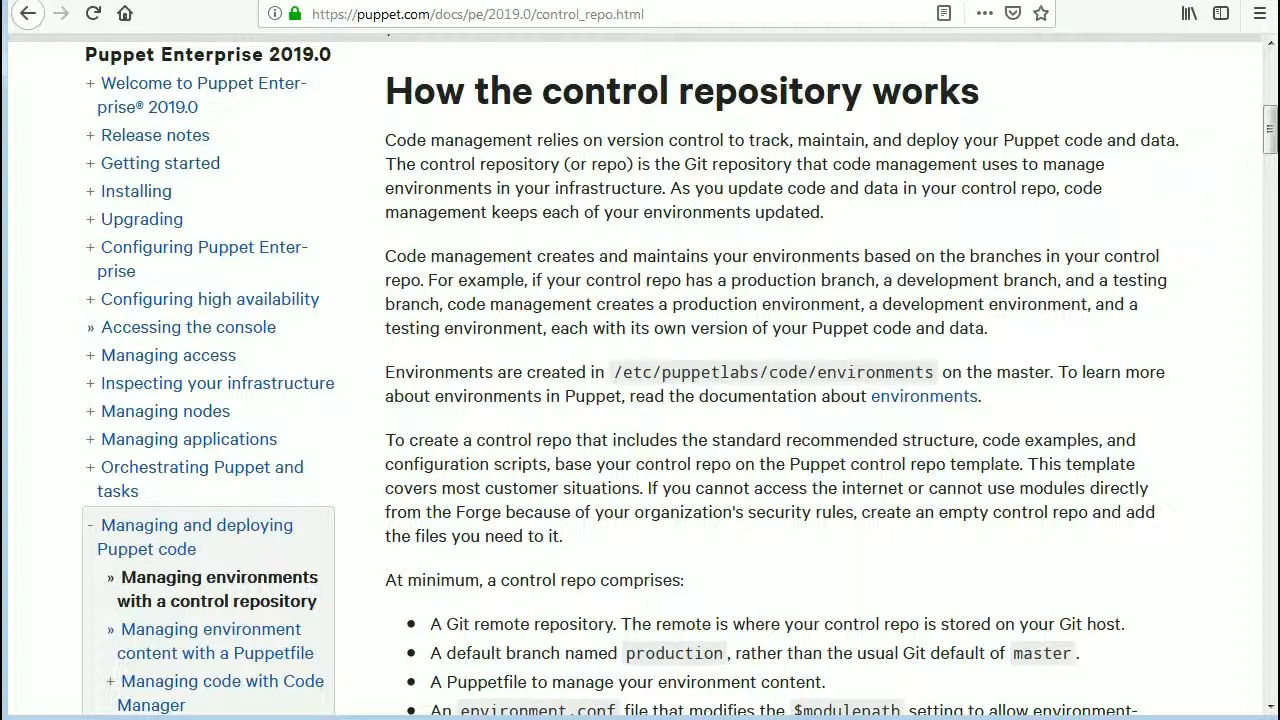 https://puppet.com/docs/pe/2019.0/control_repo.html
Puppet Enterprise 2019.0
+ Welcome to Puppet Enter-
prise® 2019.0
+ Release notes
+ Getting started
+ Installing
+ Upgrading
+ Configuring Puppet Enter-
prise
+ Configuring high availability
» Accessing the console
+ Managing access
+ Inspecting your infrastructure
+ Managing nodes
+ Managing applications
+ Orchestrating Puppet and
tasks
- Managing and deploying
Puppet code
» Managing environments
with a control repository
» Managing environment
content with a Puppetfile
+ Managing code with Code
Manager
How the control repository works
Code management relies on version control to track, maintain, and deploy your Puppet code and data.
The control repository (or repo) is the Git repository that code management uses to manage
environments in your infrastructure. As you update code and data in your control repo, code
management keeps each of your environments updated.
Code management creates and maintains your environments based on the branches in your control
repo. For example, if your control repo has a production branch, a development branch, and a testing
branch, code management creates a production environment, a development environment, and a
testing environment, each with its own version of your Puppet code and data.
Environments are created in /etc/puppetlabs/code/environments on the master. To learn more
about environments in Puppet, read the documentation about environments.
To create a control repo that includes the standard recommended structure, code examples, and
configuration scripts, base your control repo on the Puppet control repo template. This template
covers most customer situations. If you cannot access the internet or cannot use modules directly
from the Forge because of your organization's security rules, create an empty control repo and add
the files you need to it.
At minimum, a control repo comprises:
• A Git remote repository. The remote is where your control repo is stored on your Git host.
• A default branch named production, rather than the usual Git default of master.
• A Puppetfile to manage your environment content.
• An environment.conf file that modifies the $modulepath setting to allow environment-